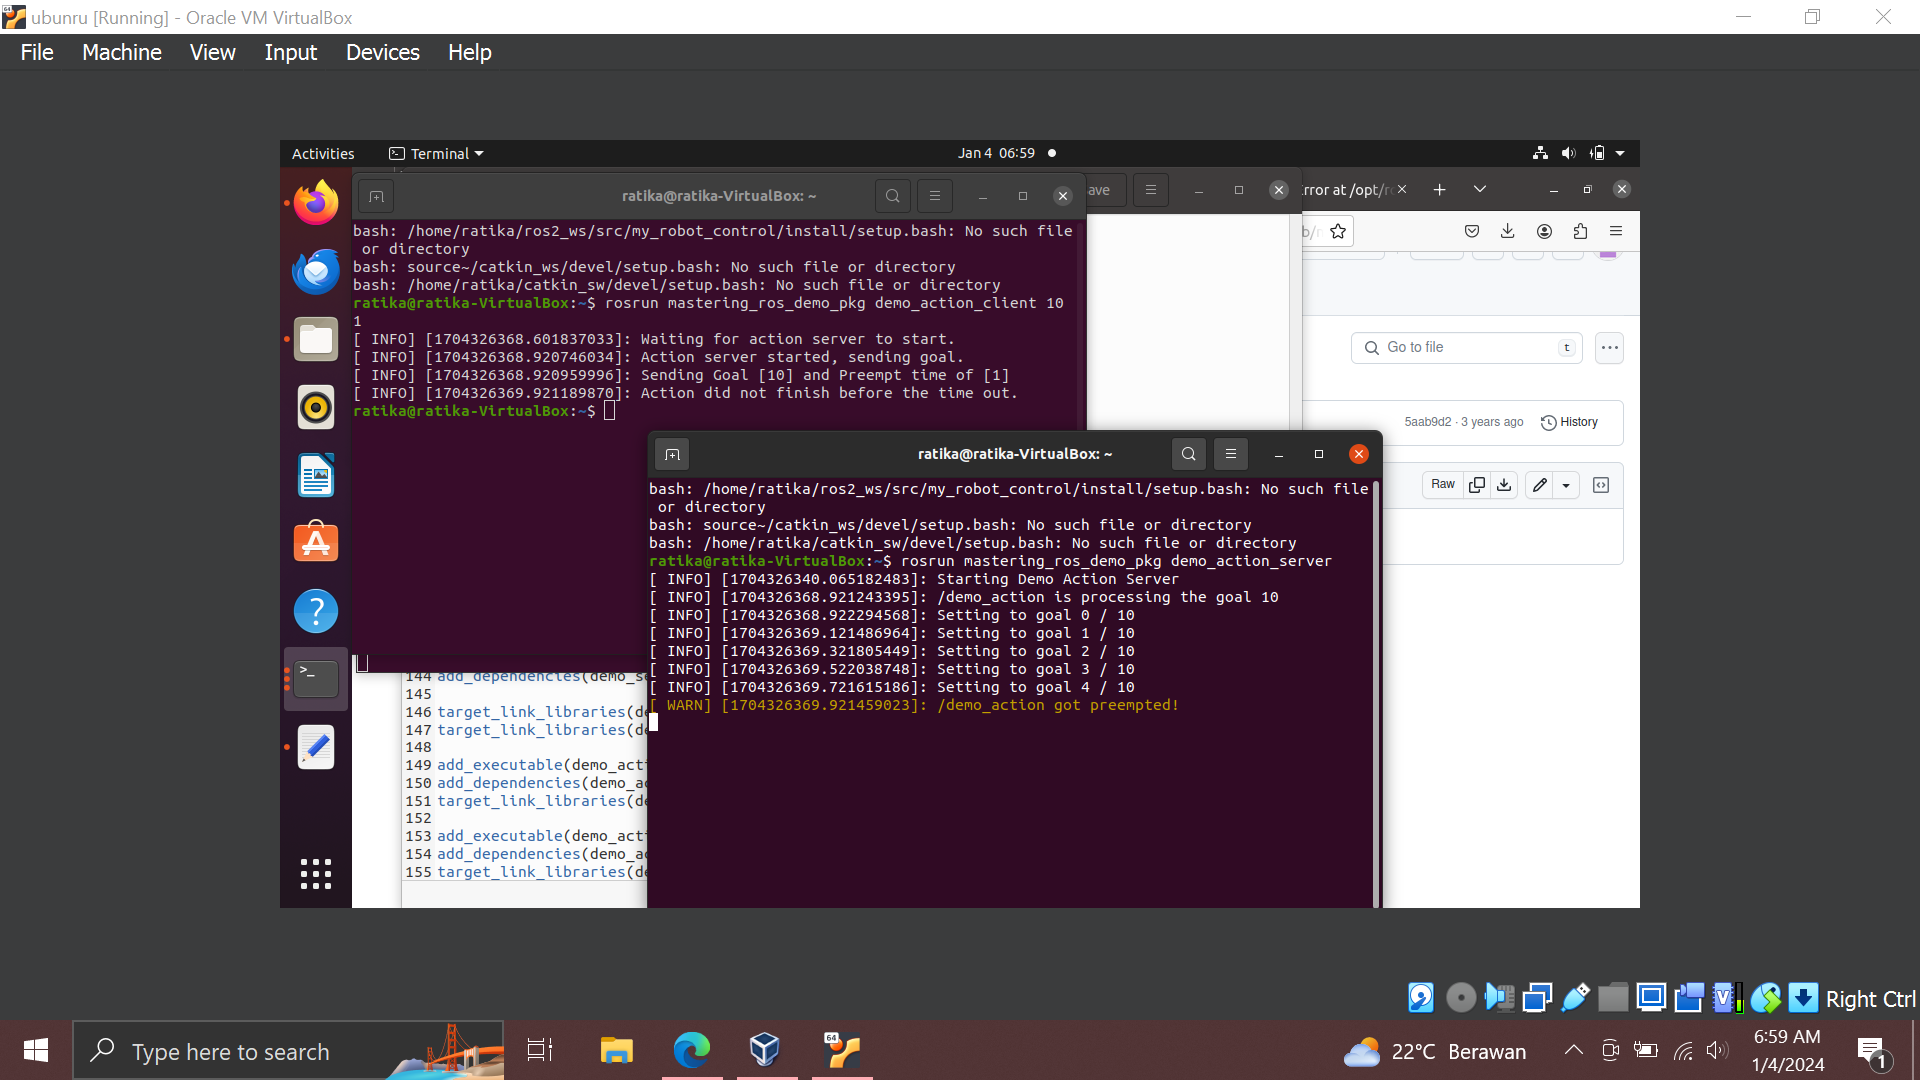 ubunru [Running] - Oracle VM VirtualBox
File Machine View Input Devices Help
Activities Terminal Jan 4 06:59
ratika@ratika-VirtualBox: ~
bash: /home/ratika/ros2_ws/src/my_robot_control/install/setup.bash: No such file
or directory
bash: source~/catkin_ws/devel/setup.bash: No such file or directory
bash: /home/ratika/catkin_sw/devel/setup.bash: No such file or directory
ratika@ratika-VirtualBox:~$ rosrun mastering_ros_demo_pkg demo_action_client 10
1
[ INFO] [1704326368.601837033]: Waiting for action server to start.
[ INFO] [1704326368.920746034]: Action server started, sending goal.
[ INFO] [1704326368.920959996]: Sending Goal [10] and Preempt time of [1]
[ INFO] [1704326369.921189870]: Action did not finish before the time out.
ratika@ratika-VirtualBox:~$
rror at /opt/r
Go to file t
5aab9d2 · 3 years ago History
Raw
ratika@ratika-VirtualBox: ~
bash: /home/ratika/ros2_ws/src/my_robot_control/install/setup.bash: No such file
or directory
bash: source~/catkin_ws/devel/setup.bash: No such file or directory
bash: /home/ratika/catkin_sw/devel/setup.bash: No such file or directory
ratika@ratika-VirtualBox:~$ rosrun mastering_ros_demo_pkg demo_action_server
[ INFO] [1704326340.065182483]: Starting Demo Action Server
[ INFO] [1704326368.921243395]: /demo_action is processing the goal 10
[ INFO] [1704326368.922294568]: Setting to goal 0 / 10
[ INFO] [1704326369.121486964]: Setting to goal 1 / 10
[ INFO] [1704326369.321805449]: Setting to goal 2 / 10
[ INFO] [1704326369.522038748]: Setting to goal 3 / 10
[ INFO] [1704326369.721615186]: Setting to goal 4 / 10
[ WARN] [1704326369.921459023]: /demo_action got preempted!
144 add_dependencies(demo_s
145
146 target_link_libraries(d
147 target_link_libraries(d
148
149 add_executable(demo_act
150 add_dependencies(demo_a
151 target_link_libraries(d
152
153 add_executable(demo_act
154 add_dependencies(demo_a
155 target_link_libraries(d
Right Ctrl
Type here to search
22°C Berawan
6:59 AM
1/4/2024
1